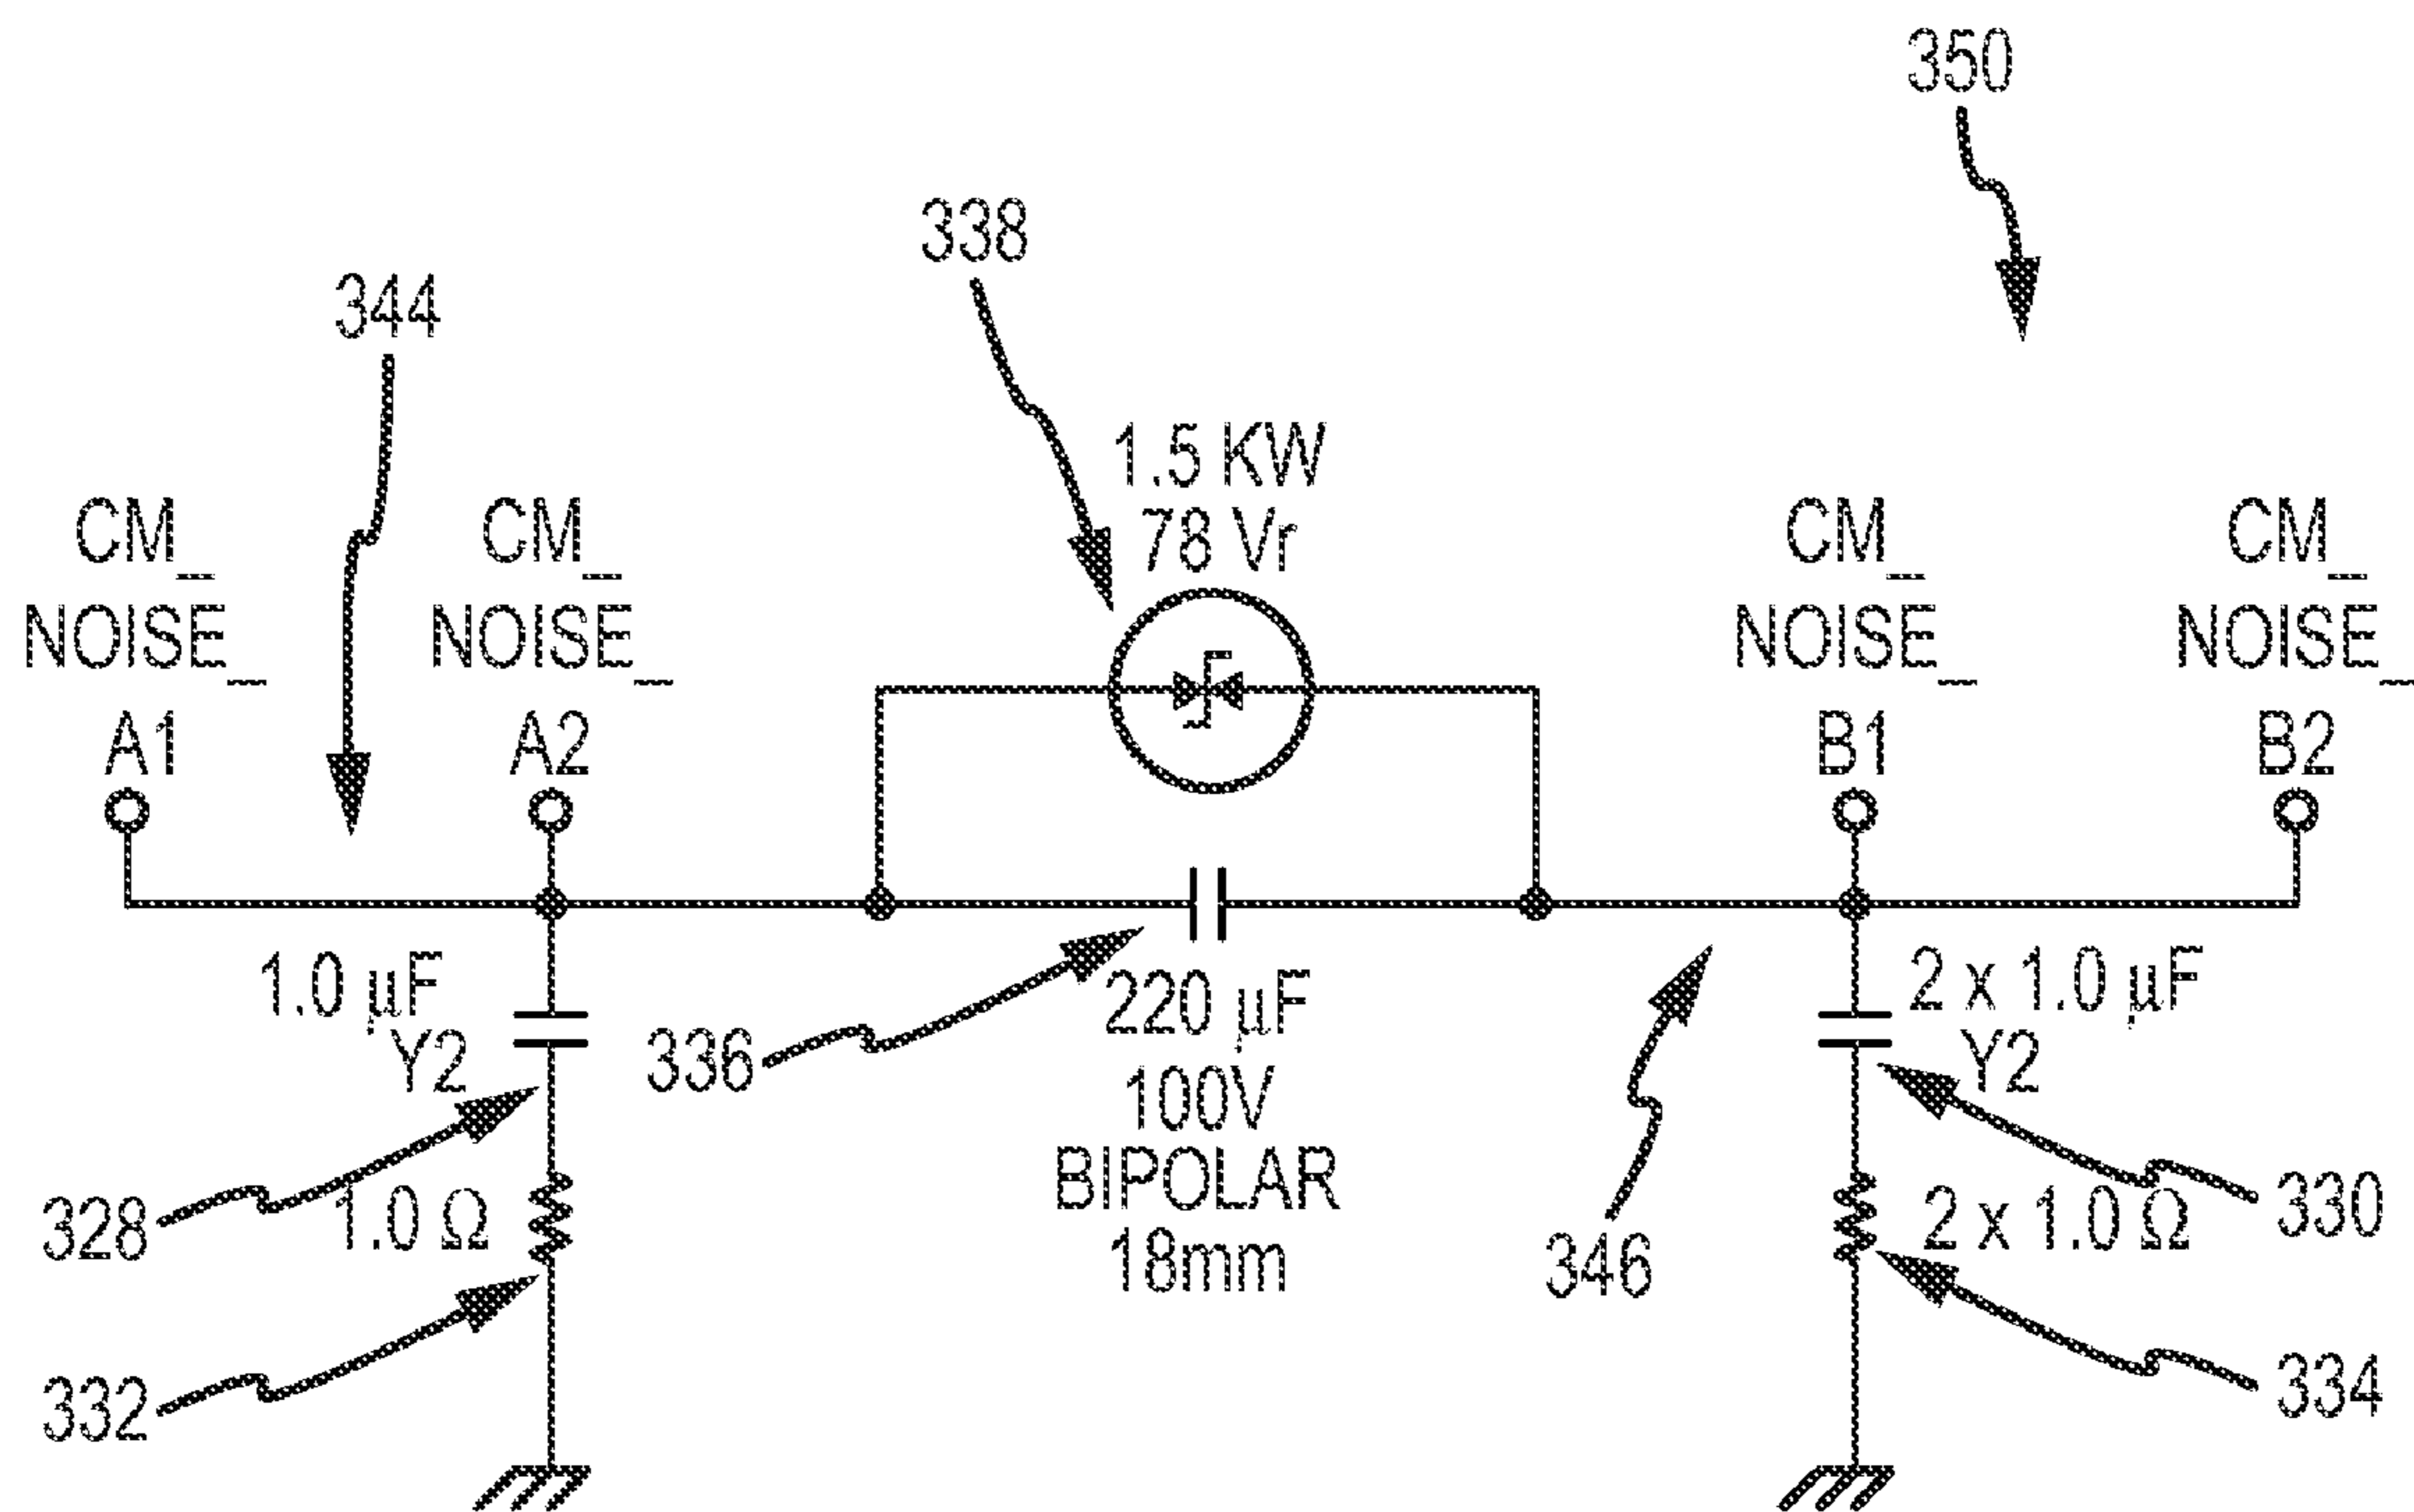 350
338
344
1.5 KW
78 Vr
CM_
NOISE_
A1
CM_
NOISE_
A2
CM_
NOISE_
B1
CM_
NOISE_
B2
1.0 µF
Y2
336
220 µF
100V
BIPOLAR
18mm
2 x 1.0 µF
Y2
328
1.0 Ω
346
2 x 1.0 Ω
330
332
334